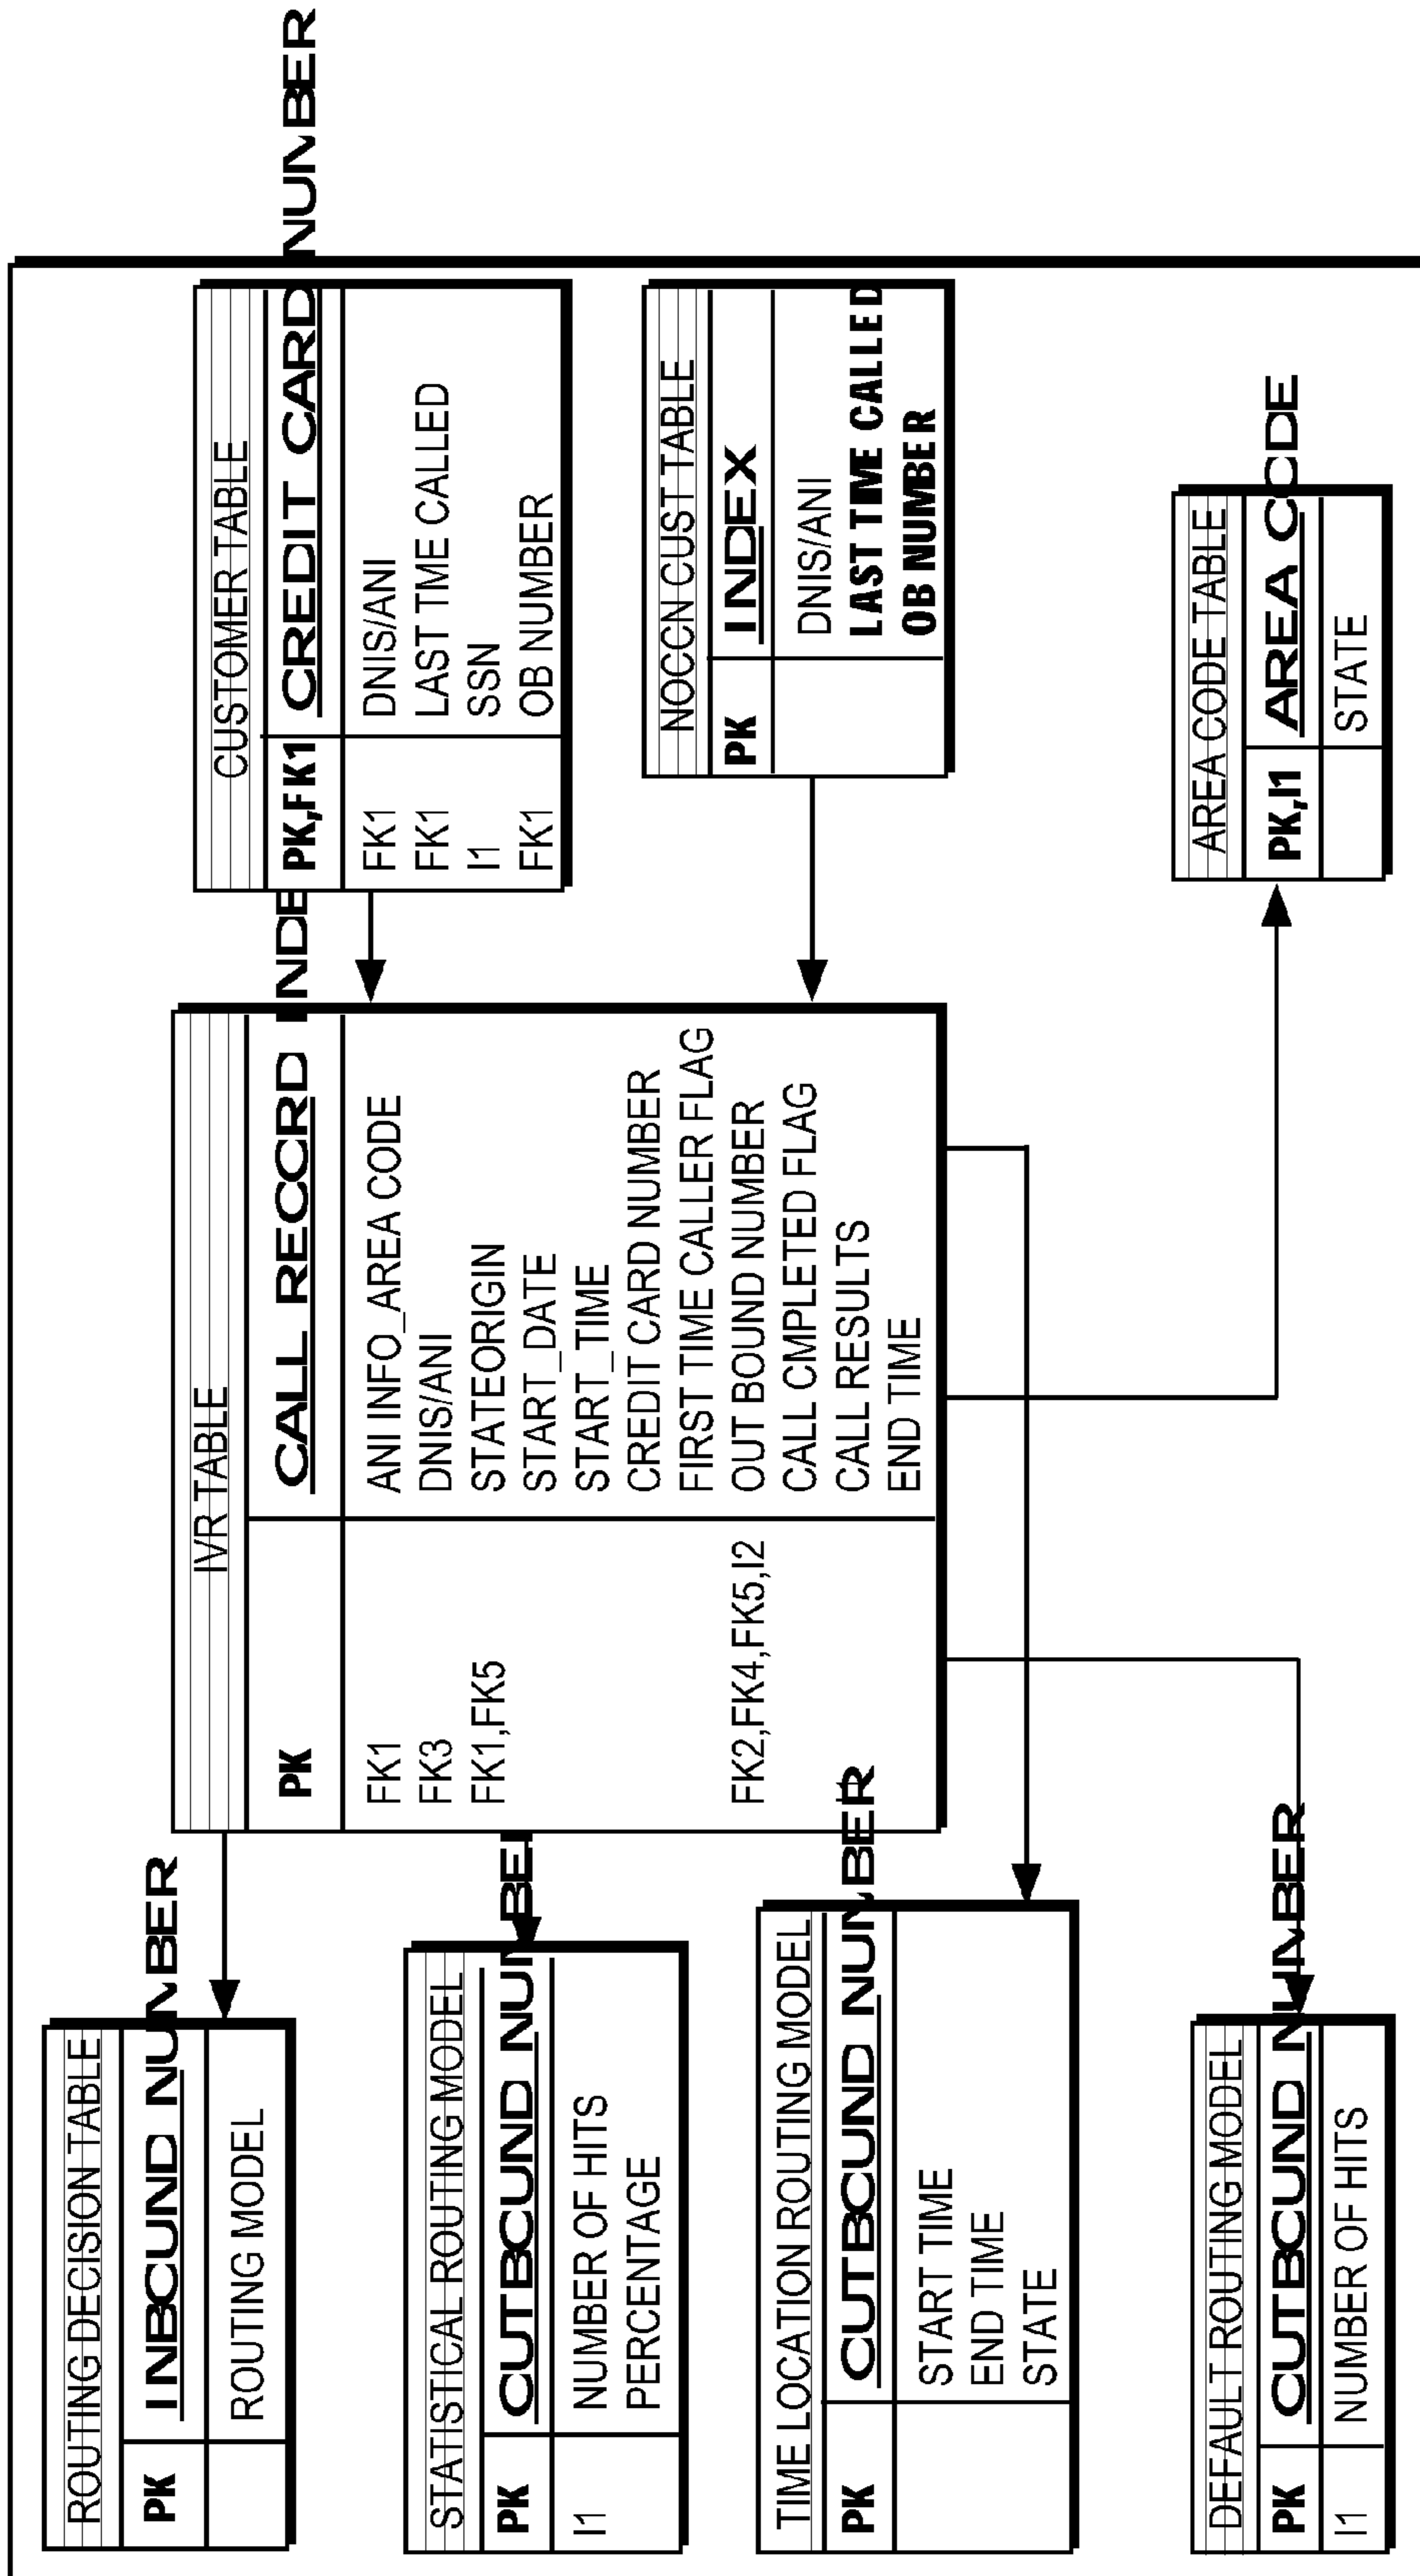 ROUTING DECISION TABLE
PK INBCUND NUMBER
ROUTING MODEL
STATISTICAL ROUTING MODEL
PK CUTBCUND NUMBER
I1 NUMBER OF HITS
PERCENTAGE
TIME LOCATION ROUTING MODEL
PK CUTBCUND NUMBER
START TIME
END TIME
STATE
DEFAULT ROUTING MODEL
PK CUTBCUND NUMBER
I1 NUMBER OF HITS
IVR TABLE
PK CALL RECCRD INDE
FK1 ANI INFO_AREA CODE
FK3 DNIS/ANI
FK1,FK5 STATEORIGIN
START_DATE
START_TIME
CREDIT CARD NUMBER
FIRST TIME CALLER FLAG
FK2,FK4,FK5,I2 OUT BOUND NUMBER
CALL CMPLETED FLAG
CALL RESULTS
END TIME
CUSTOMER TABLE
PK,FK1 CREDIT CARD NUMBER
FK1 DNIS/ANI
FK1 LAST TME CALLED
I1 SSN
FK1 OB NUMBER
NOCCN CUST TABLE
PK INDEX
DNIS/ANI
LAST TIME CALLED
OB NUMBER
AREA CODE TABLE
PK,I1 AREA CCDE
STATE